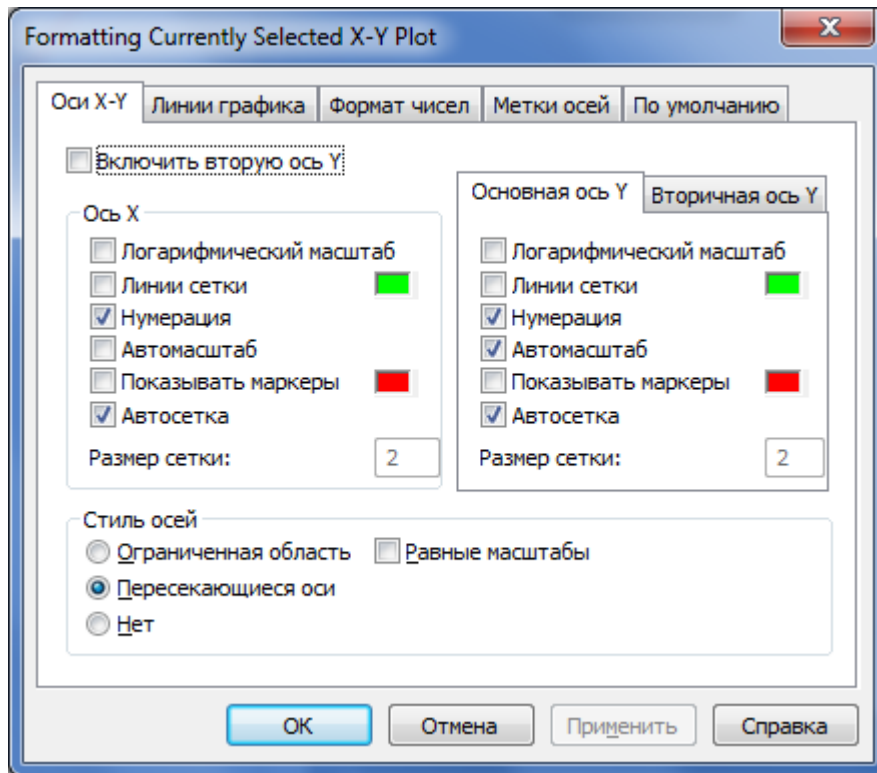 Formatting Currently Selected X-Y Plot
Оси X-Y Линии графика Формат чисел Метки осей По умолчанию
Включить вторую ось Y
Ось X
Логарифмический масштаб
Линии сетки
Нумерация
Автомасштаб
Показывать маркеры
Автосетка
Размер сетки: 2
Основная ось Y Вторичная ось Y
Логарифмический масштаб
Линии сетки
Нумерация
Автомасштаб
Показывать маркеры
Автосетка
Размер сетки: 2
Стиль осей
Ограниченная область Равные масштабы
Пересекающиеся оси
Нет
OK Отмена Применить Справка